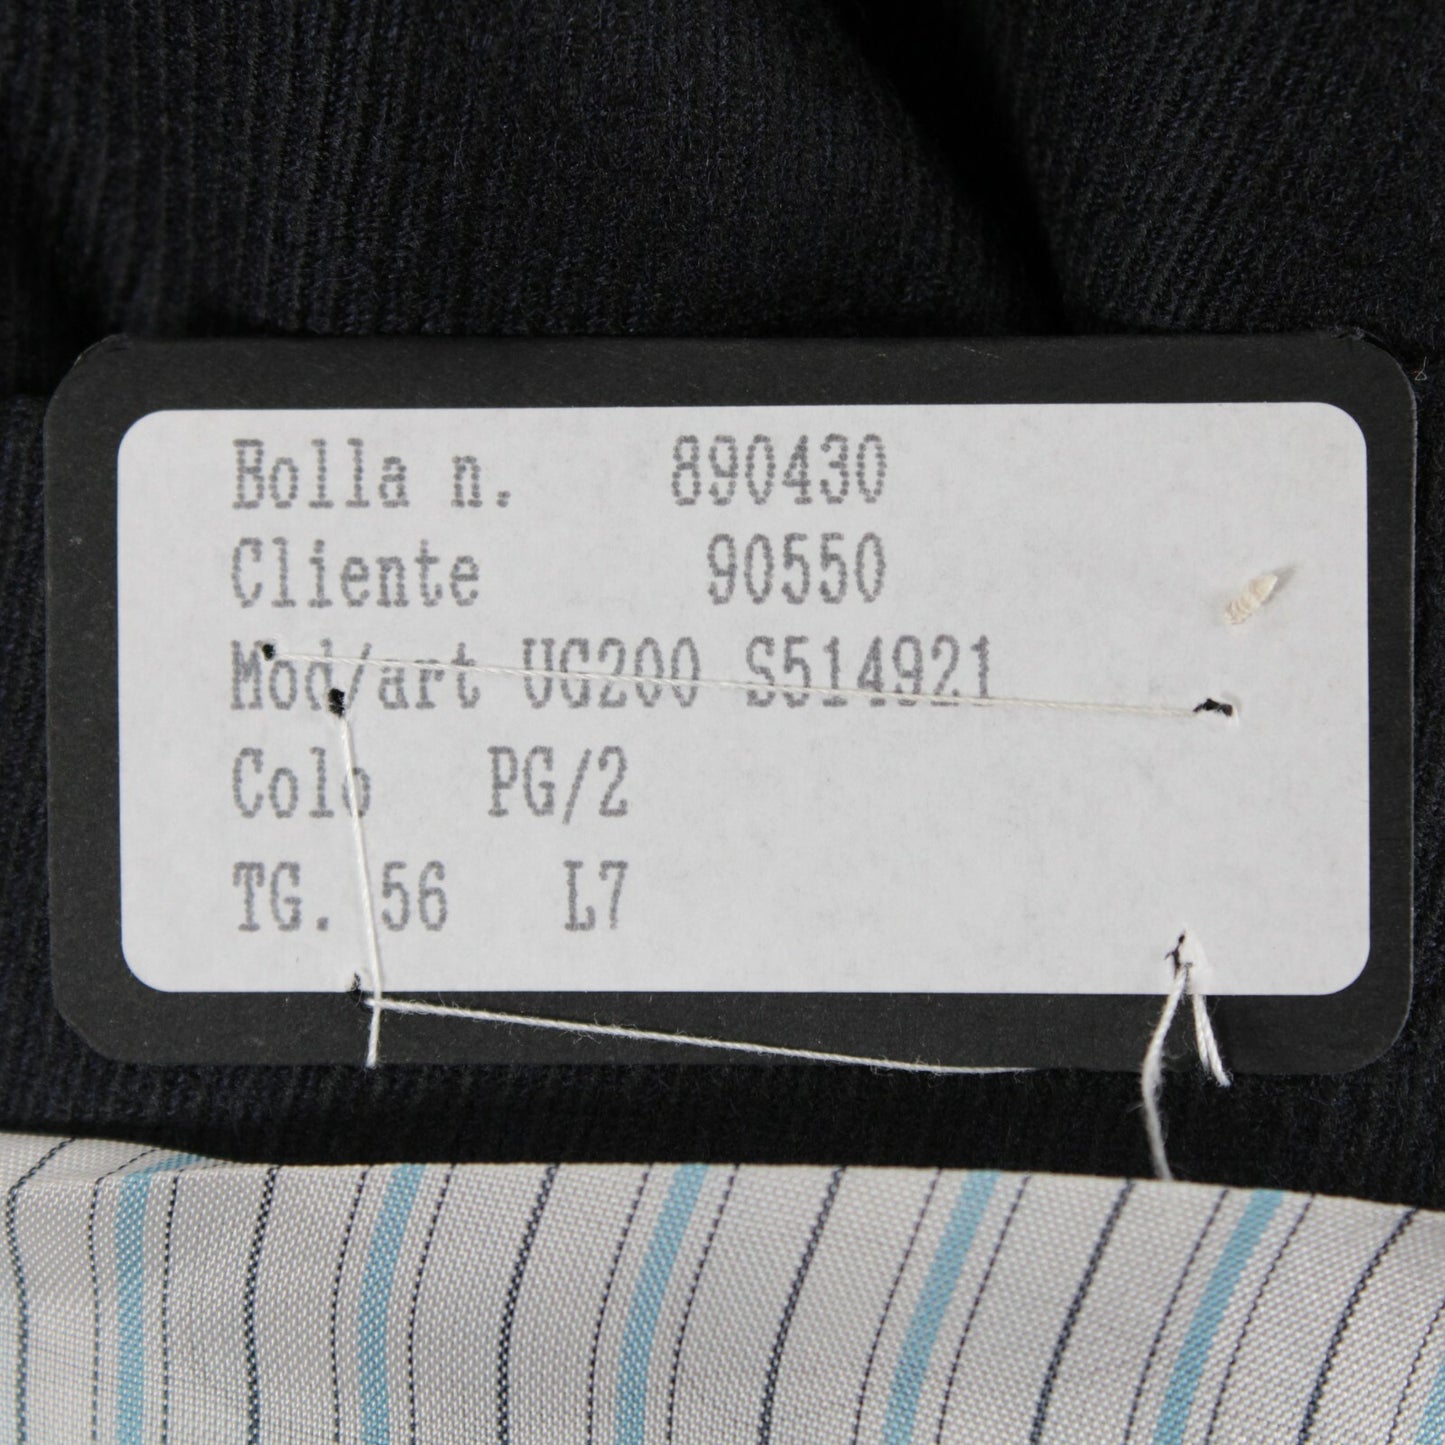 Bolla n. 890430
Cliente 90550
Mod/art UG200 S514921
Colo PG/2
TG. 56 L7